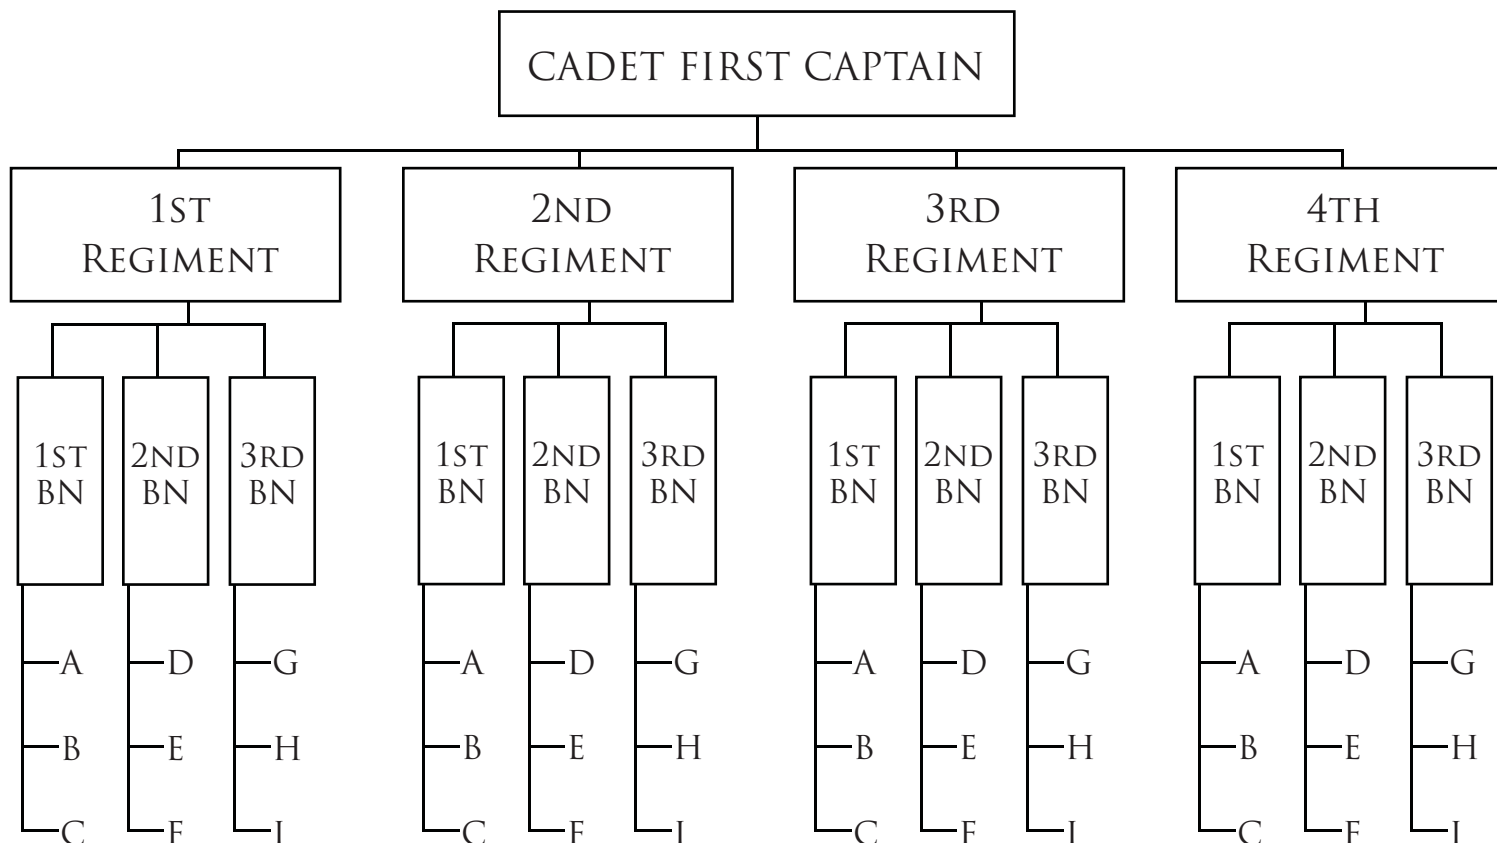 CADET FIRST CAPTAIN
1ST
REGIMENT
2ND
REGIMENT
3RD
REGIMENT
4TH
REGIMENT
1ST
BN
2ND
BN
3RD
BN
1ST
BN
2ND
BN
3RD
BN
1ST
BN
2ND
BN
3RD
BN
1ST
BN
2ND
BN
3RD
BN
A D G A D G A D G A D G
B E H B E H B E H B E H
C F I C F I C F I C F I